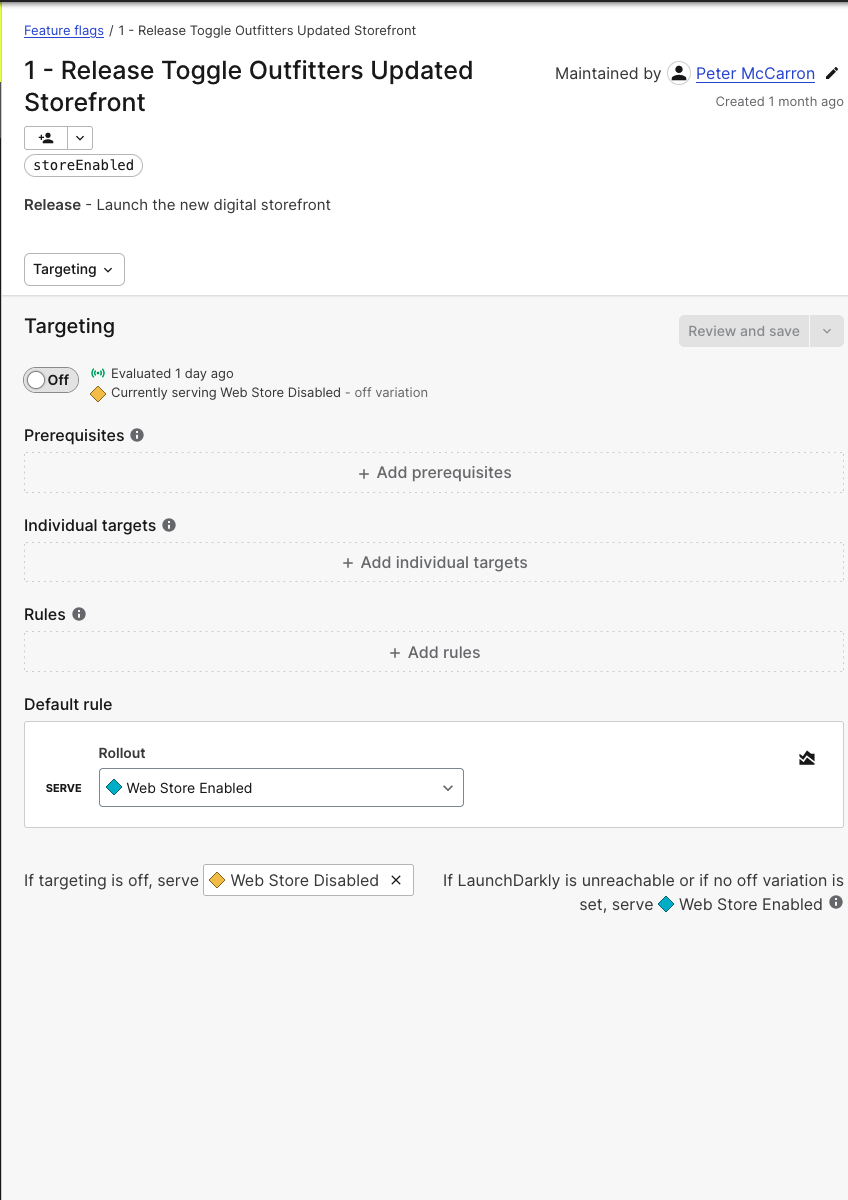 Feature flags / 1 - Release Toggle Outfitters Updated Storefront
1 - Release Toggle Outfitters Updated
Storefront
Maintained by Peter McCarron
Created 1 month ago
storeEnabled
Release - Launch the new digital storefront
Targeting
Targeting
Review and save
Off
Evaluated 1 day ago
Currently serving Web Store Disabled - off variation
Prerequisites
+ Add prerequisites
Individual targets
+ Add individual targets
Rules
+ Add rules
Default rule
Rollout
SERVE Web Store Enabled
If targeting is off, serve Web Store Disabled
If LaunchDarkly is unreachable or if no off variation is
set, serve Web Store Enabled